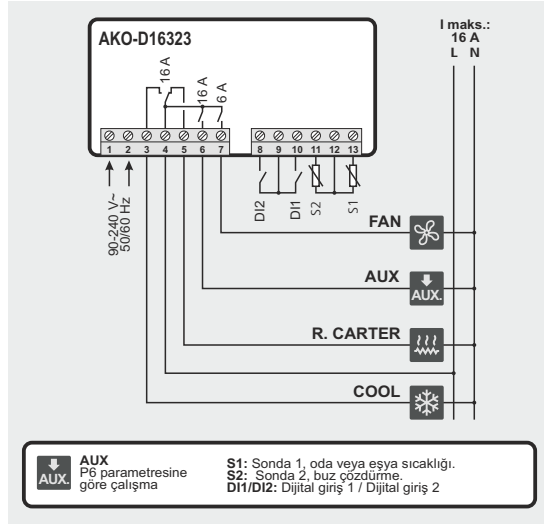 I maks.:
16 A
L N
AKO-D16323
16 A
16 A
6 A
1 2 3 4 5 6 7 8 9 10 11 12 13
90-240 V~
50/60 Hz
DI2
DI1
S2
S1
FAN
AUX
AUX.
R. CARTER
COOL
AUX.
AUX
P6 parametresine
göre çalışma
S1: Sonda 1, oda veya eşya sıcaklığı.
S2: Sonda 2, buz çözdürme.
DI1/DI2: Dijital giriş 1 / Dijital giriş 2